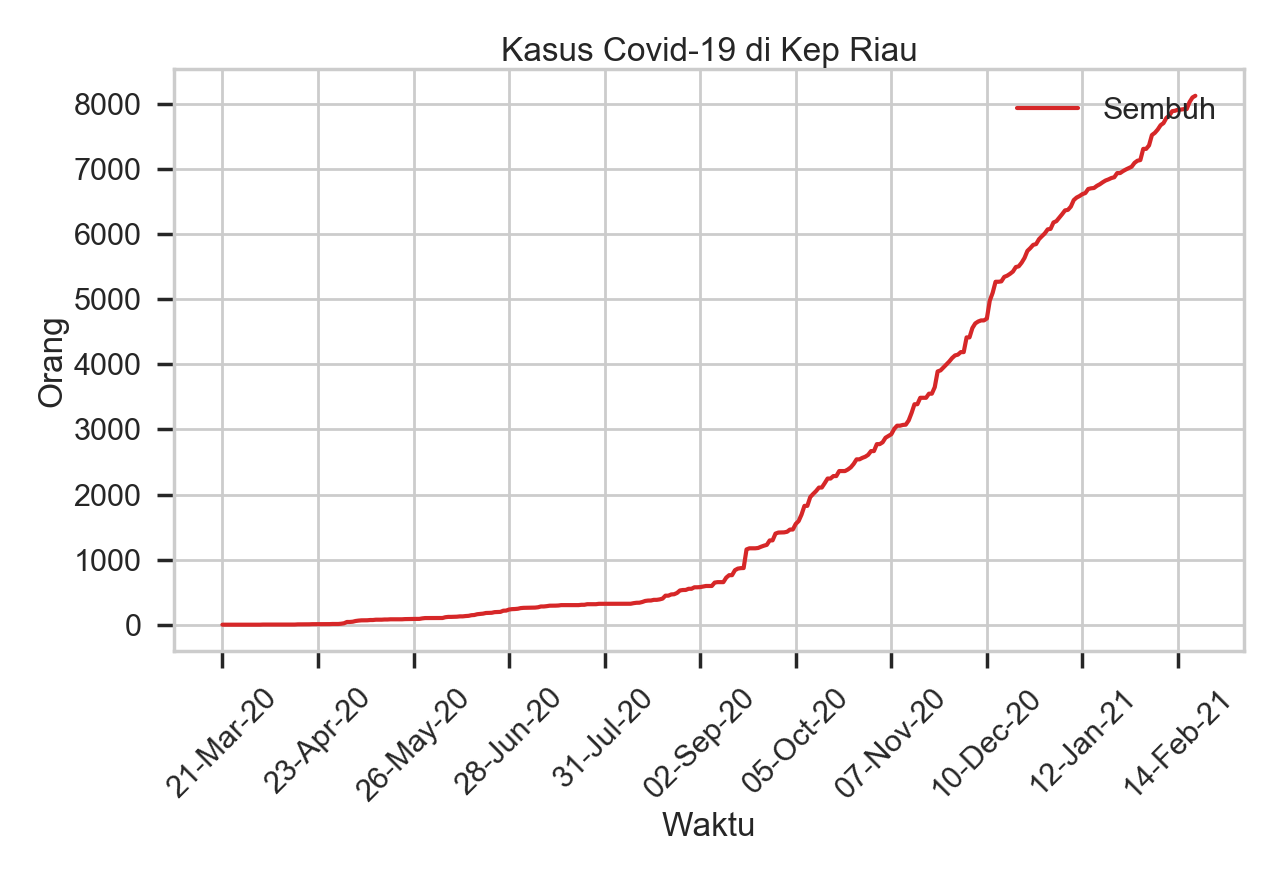 Kasus Covid-19 di Kep Riau
Sembuh
8000
7000
6000
5000
4000
3000
2000
1000
0
Orang
21-Mar-20
23-Apr-20
26-May-20
28-Jun-20
31-Jul-20
02-Sep-20
05-Oct-20
07-Nov-20
10-Dec-20
12-Jan-21
14-Feb-21
Waktu